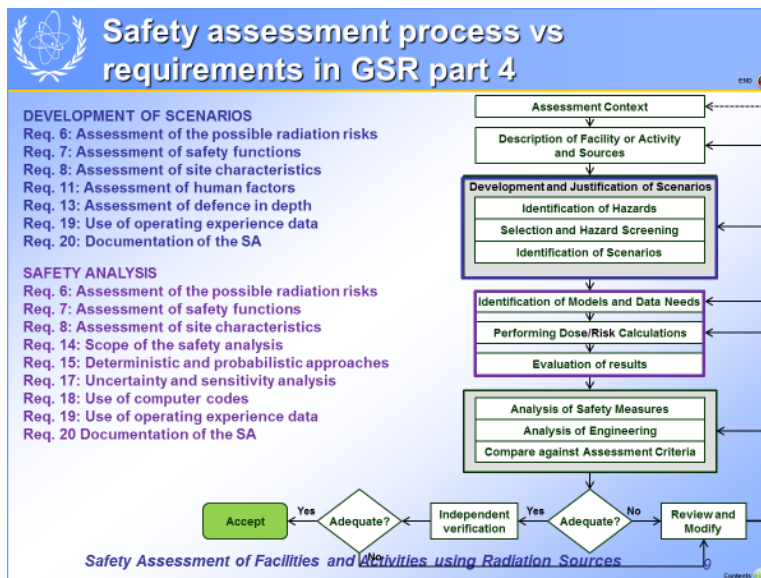 Safety assessment process vs
requirements in GSR part 4
END
DEVELOPMENT OF SCENARIOS
Req. 6: Assessment of the possible radiation risks
Req. 7: Assessment of safety functions
Req. 8: Assessment of site characteristics
Req. 11: Assessment of human factors
Req. 13: Assessment of defence in depth
Req. 19: Use of operating experience data
Req. 20: Documentation of the SA
SAFETY ANALYSIS
Req. 6: Assessment of the possible radiation risks
Req. 7: Assessment of safety functions
Req. 8: Assessment of site characteristics
Req. 14: Scope of the safety analysis
Req. 15: Deterministic and probabilistic approaches
Req. 17: Uncertainty and sensitivity analysis
Req. 18: Use of computer codes
Req. 19: Use of operating experience data
Req. 20 Documentation of the SA
Assessment Context
Description of Facility or Activity
and Sources
Development and Justification of Scenarios
Identification of Hazards
Selection and Hazard Screening
Identification of Scenarios
Identification of Models and Data Needs
Performing Dose/Risk Calculations
Evaluation of results
Analysis of Safety Measures
Analysis of Engineering
Compare against Assessment Criteria
Accept
Yes
Adequate?
Independent
verification
Yes
Adequate?
No
Review and
Modify
No
Safety Assessment of Facilities and Activities using Radiation Sources
9
Contents